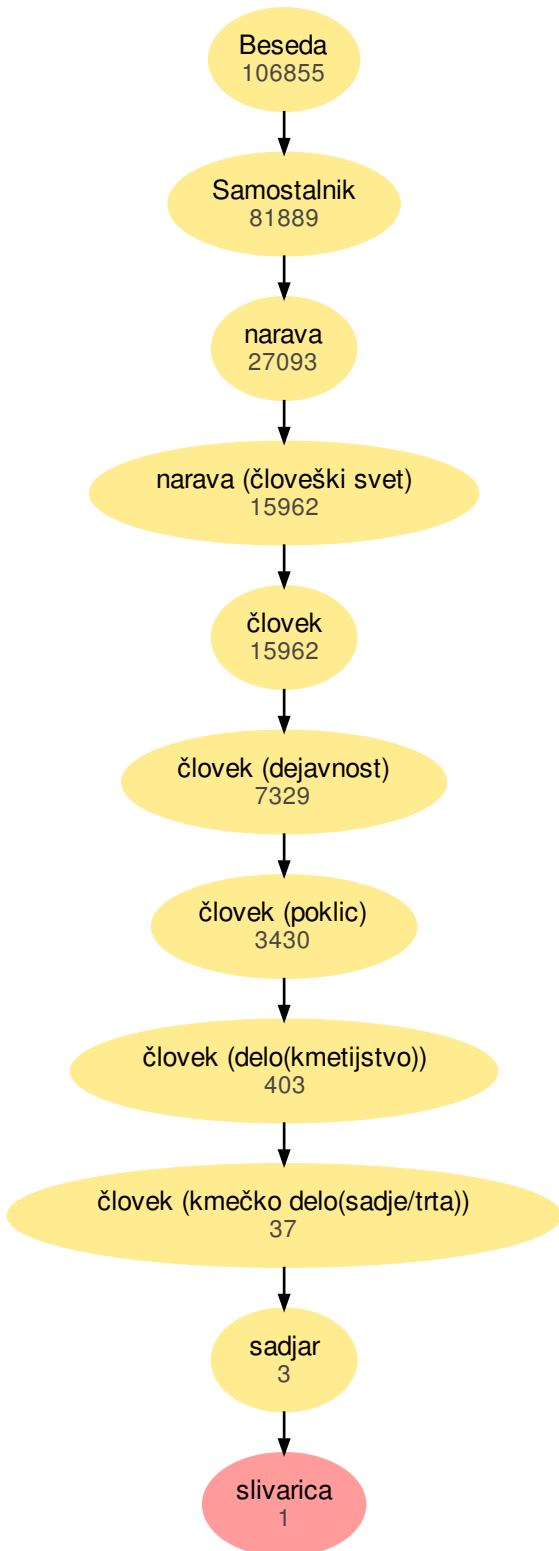 Beseda
106855
Samostalnik
81889
narava
27093
narava (človeški svet)
15962
človek
15962
človek (dejavnost)
7329
človek (poklic)
3430
človek (delo(kmetijstvo))
403
človek (kmečko delo(sadje/trta))
37
sadjar
3
slivarica
1